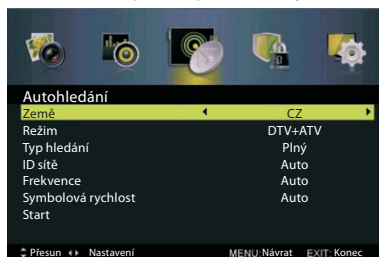 Autohledání
Země CZ
Režim DTV+ATV
Typ hledání Plný
ID sítě Auto
Frekvence Auto
Symbolová rychlost Auto
Start
Přesun Nastavení MENU:Návrat EXIT: Konec